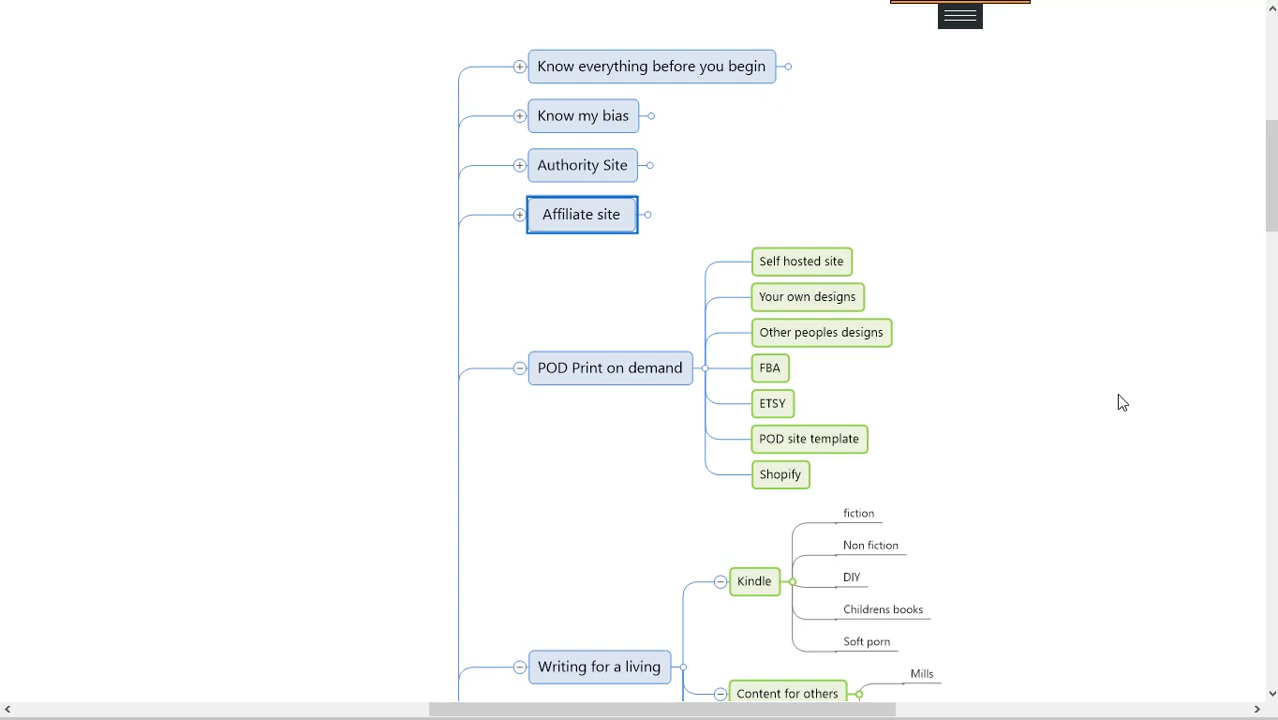 Know everything before you begin
Know my bias
Authority Site
Affiliate site
Self hosted site
Your own designs
Other peoples designs
POD Print on demand
FBA
ETSY
POD site template
Shopify
fiction
Non fiction
Kindle
DIY
Childrens books
Soft porn
Writing for a living
Mills
Content for others